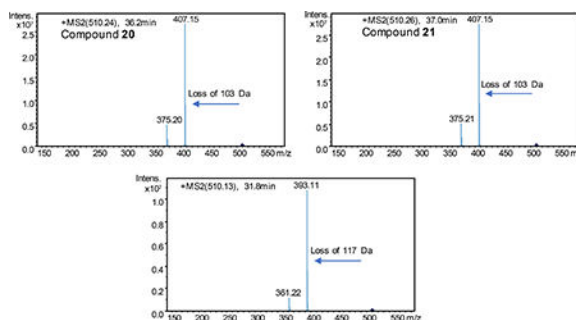 Intens.
x10⁷
+MS2(510.24), 36.2min
407.15
Compound 20
2.5
2.0
1.5
Loss of 103 Da
1.0
375.20
0.5
0.0
150 200 250 300 350 400 450 500 550 m/z
Intens.
x10⁷
+MS2(510.26), 37.0min
407.15
Compound 21
2.5
2.0
1.5
Loss of 103 Da
1.0
375.21
0.5
0.0
150 200 250 300 350 400 450 500 550 m/z
Intens.
+MS2(510.13), 31.8min
393.11
1.0
0.8
0.6
Loss of 117 Da
0.4
0.2
361.22
0.0
150 200 250 300 350 400 450 500 550 m/z